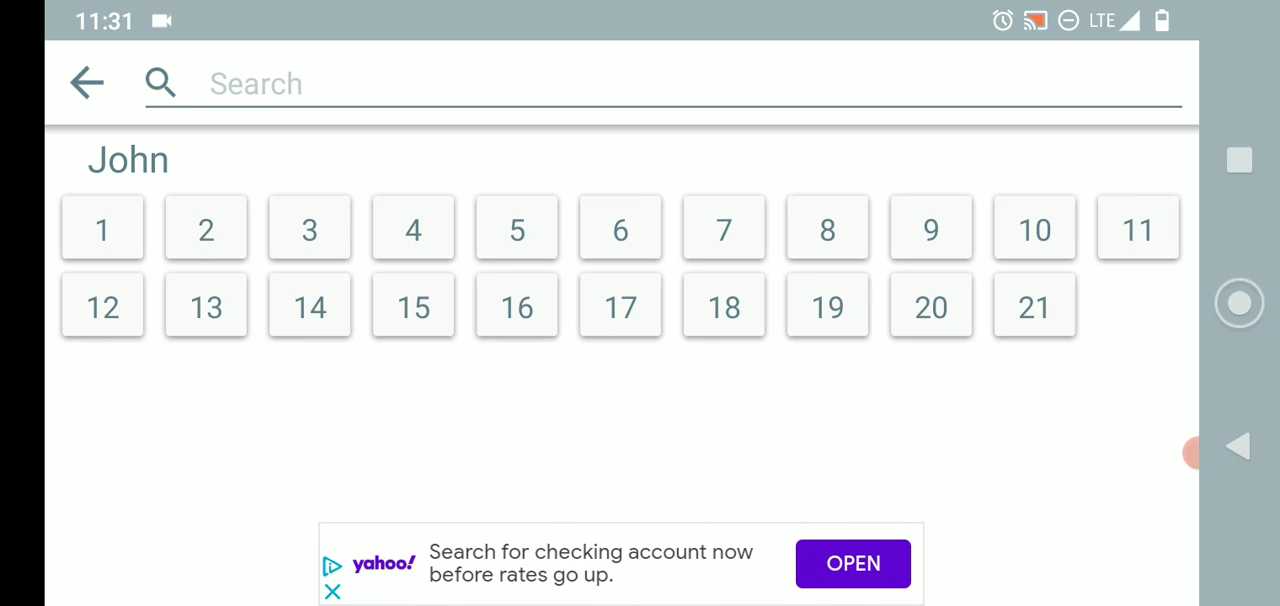 11:31 LTE
Search
John
1 2 3 4 5 6 7 8 9 10 11
12 13 14 15 16 17 18 19 20 21
yahoo!
Search for checking account now
before rates go up.
OPEN